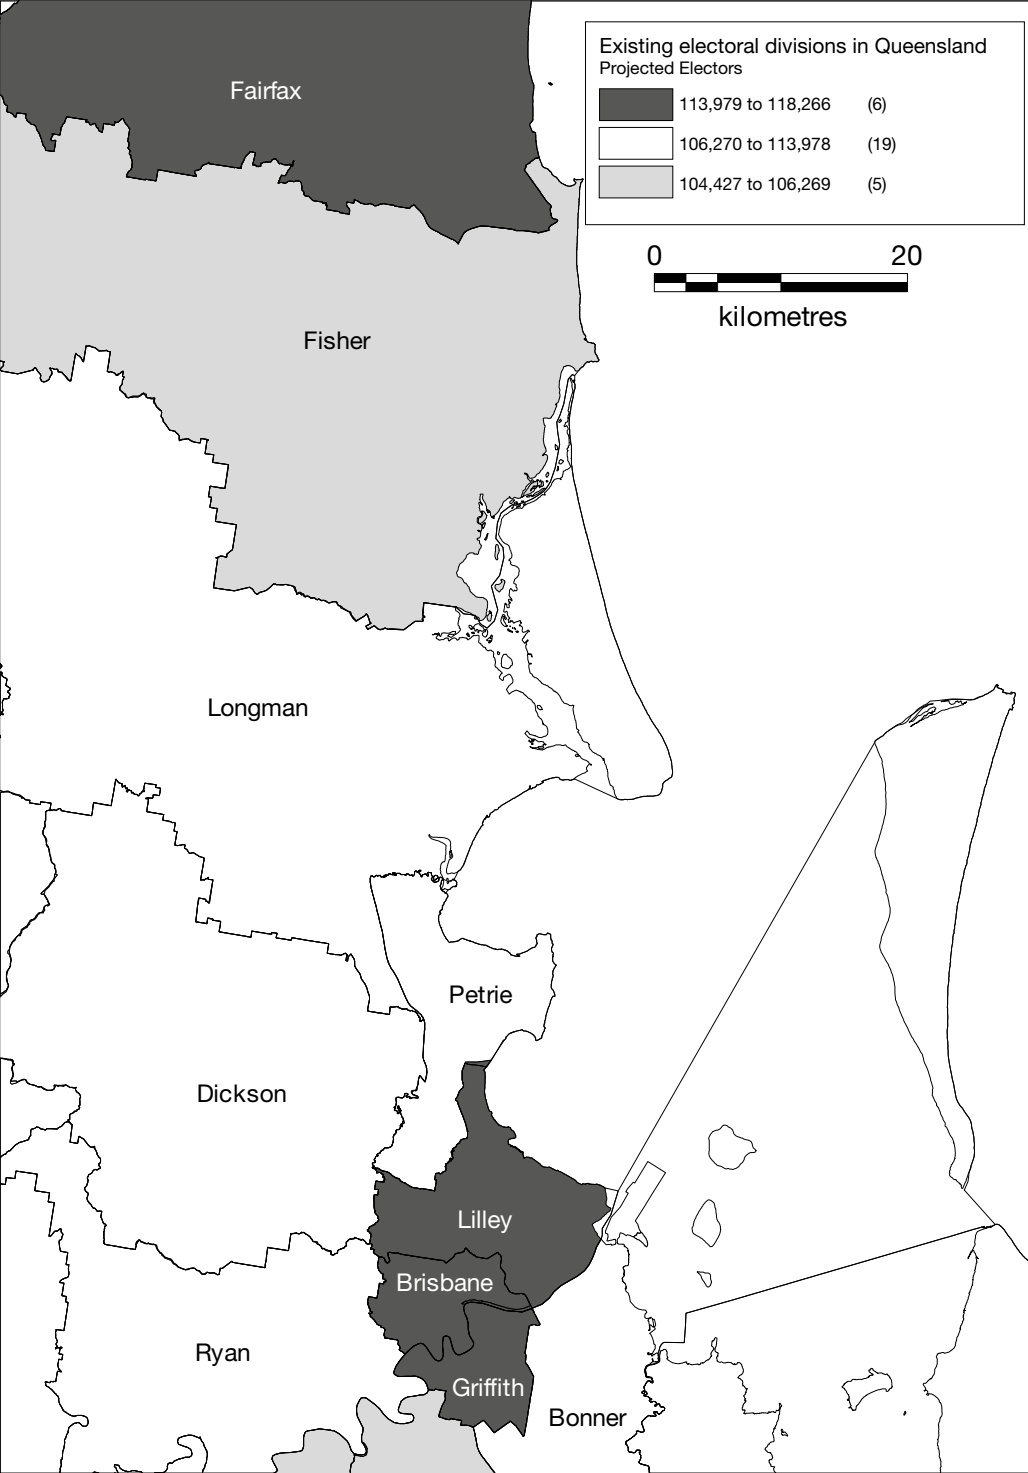 Existing electoral divisions in Queensland
Projected Electors
113,979 to 118,266 (6)
106,270 to 113,978 (19)
104,427 to 106,269 (5)
0 20
kilometres
Fairfax
Fisher
Longman
Petrie
Dickson
Lilley
Brisbane
Ryan
Griffith
Bonner